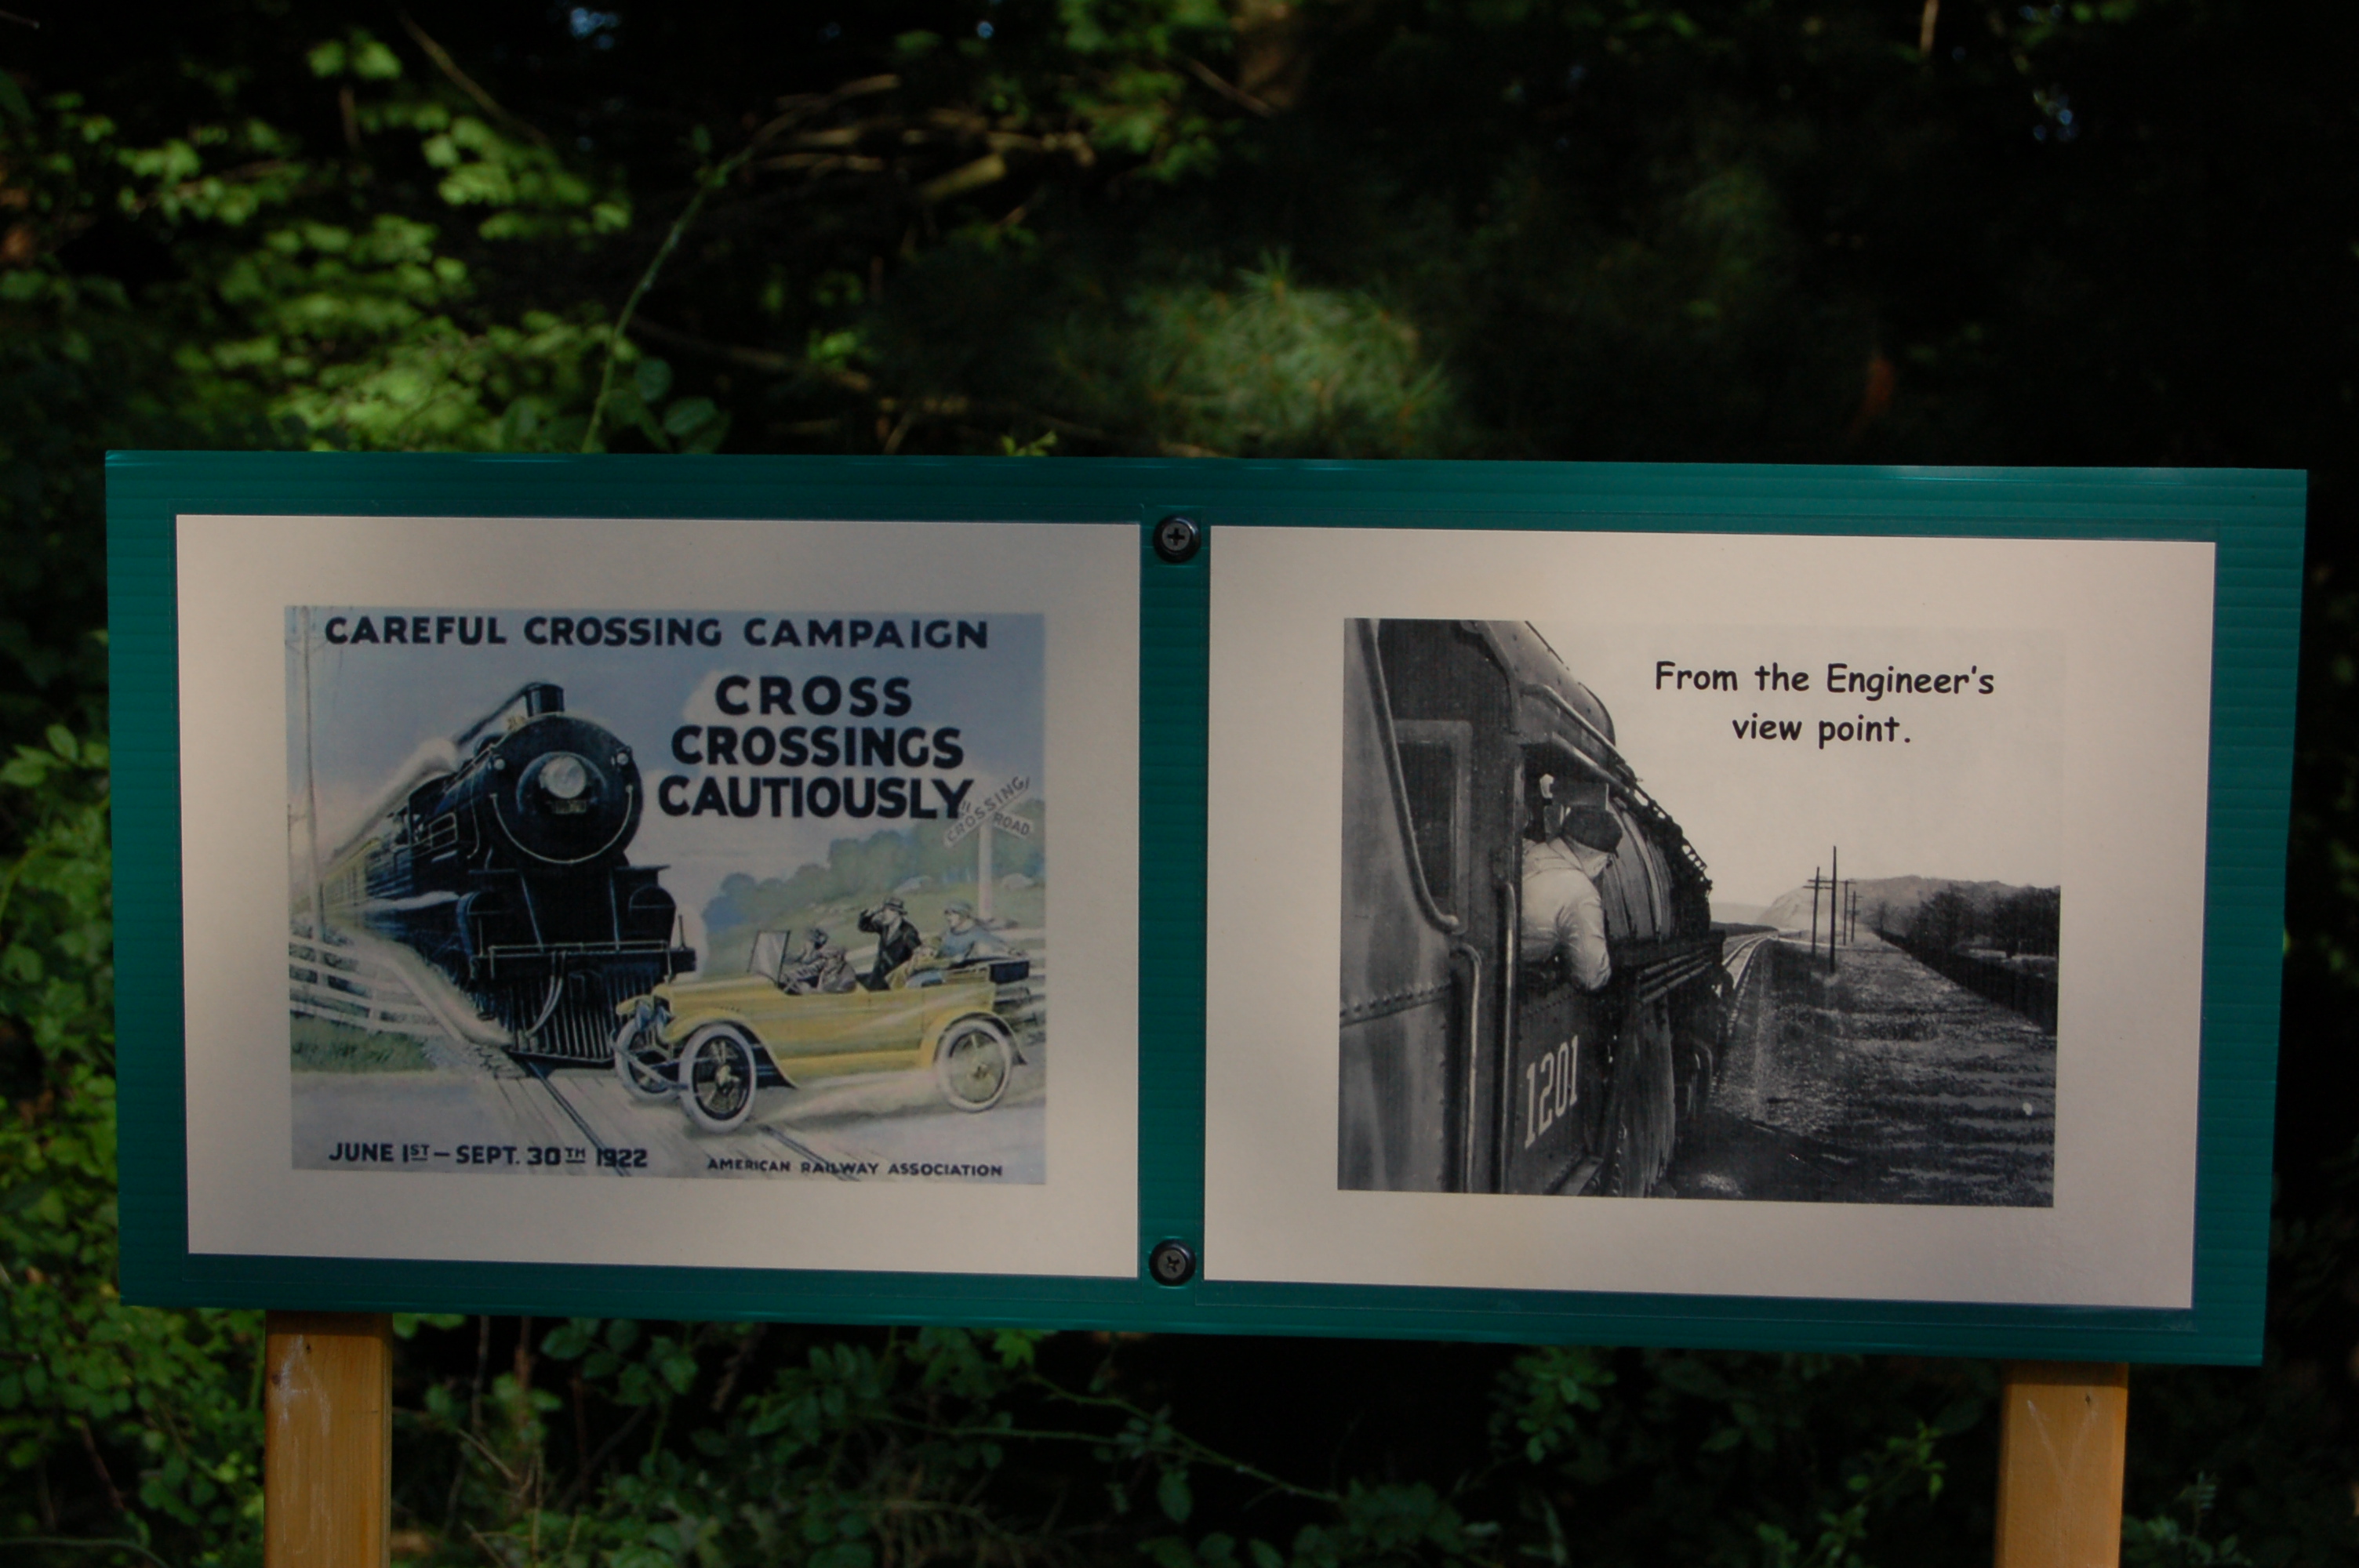 CAREFUL CROSSING CAMPAIGN
CROSS
CROSSINGS
CAUTIOUSLY
CROSSING
ROAD
JUNE 1ST – SEPT. 30TH 1922
AMERICAN RAILWAY ASSOCIATION
From the Engineer's
view point.
1201